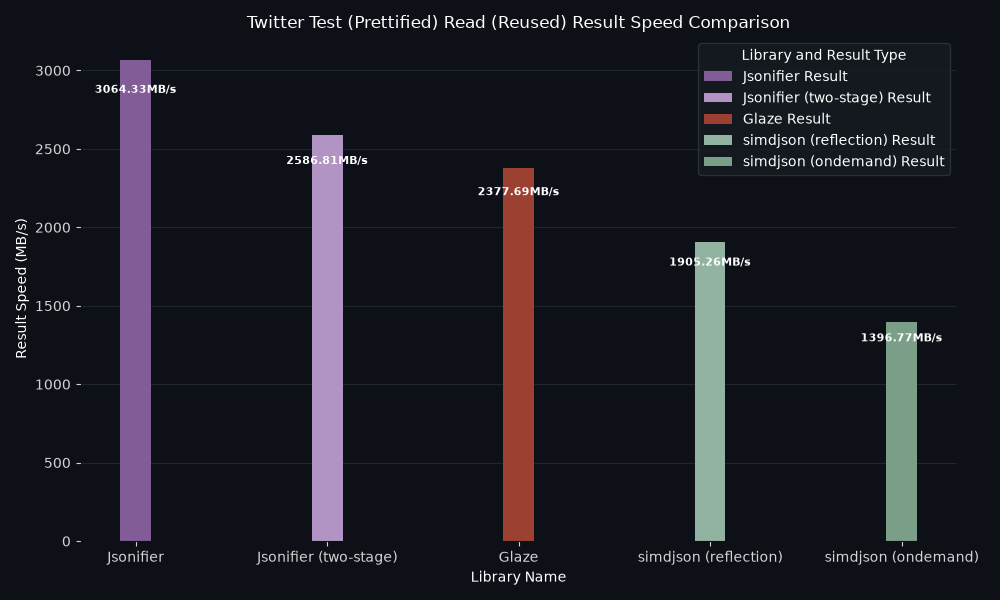 Twitter Test (Prettified) Read (Reused) Result Speed Comparison
Library and Result Type
Jsonifier Result
Jsonifier (two-stage) Result
Glaze Result
simdjson (reflection) Result
simdjson (ondemand) Result
Result Speed (MB/s)
3000
2500
2000
1500
1000
500
0
3064.33MB/s
2586.81MB/s
2377.69MB/s
1905.26MB/s
1396.77MB/s
Jsonifier
Jsonifier (two-stage)
Glaze
simdjson (reflection)
simdjson (ondemand)
Library Name